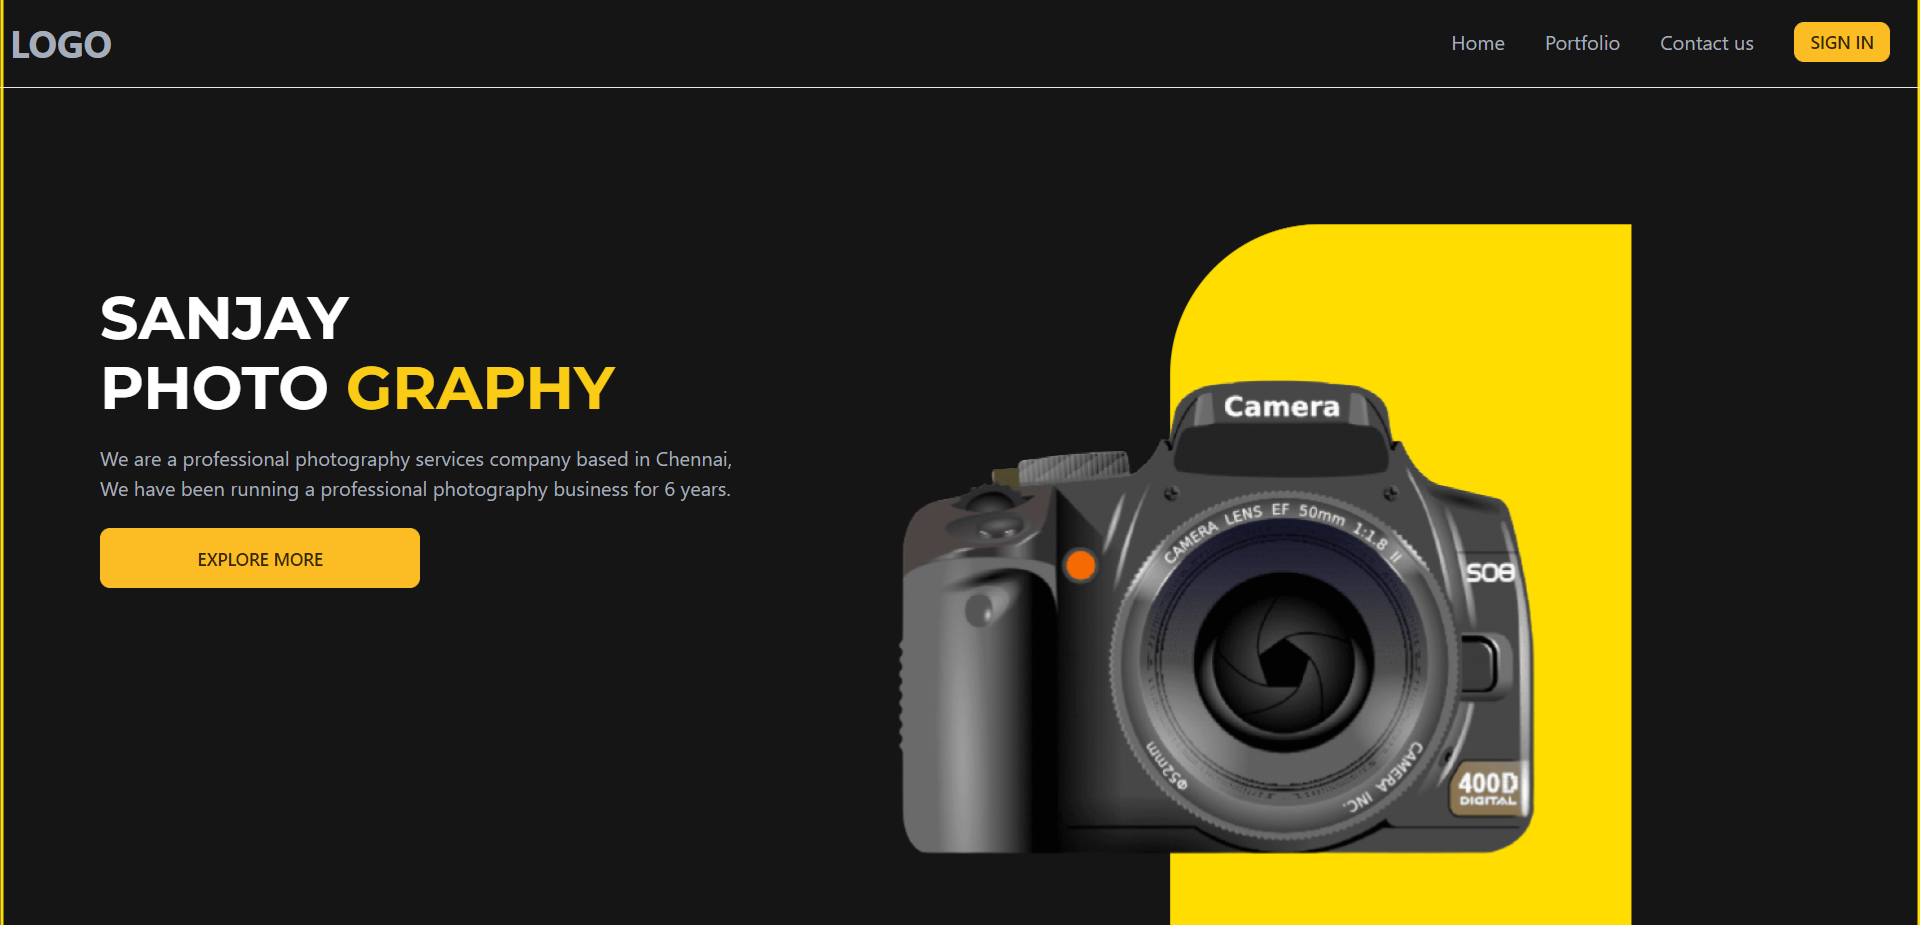 LOGO
Home
Portfolio
Contact us
SIGN IN
SANJAY
PHOTO GRAPHY
We are a professional photography services company based in Chennai,
We have been running a professional photography business for 6 years.
EXPLORE MORE
Camera
CAMERA LENS EF 50mm 1:1.8 II
SOƎ
400D
DIGITAL
CAMERA INC.
Φ52mm